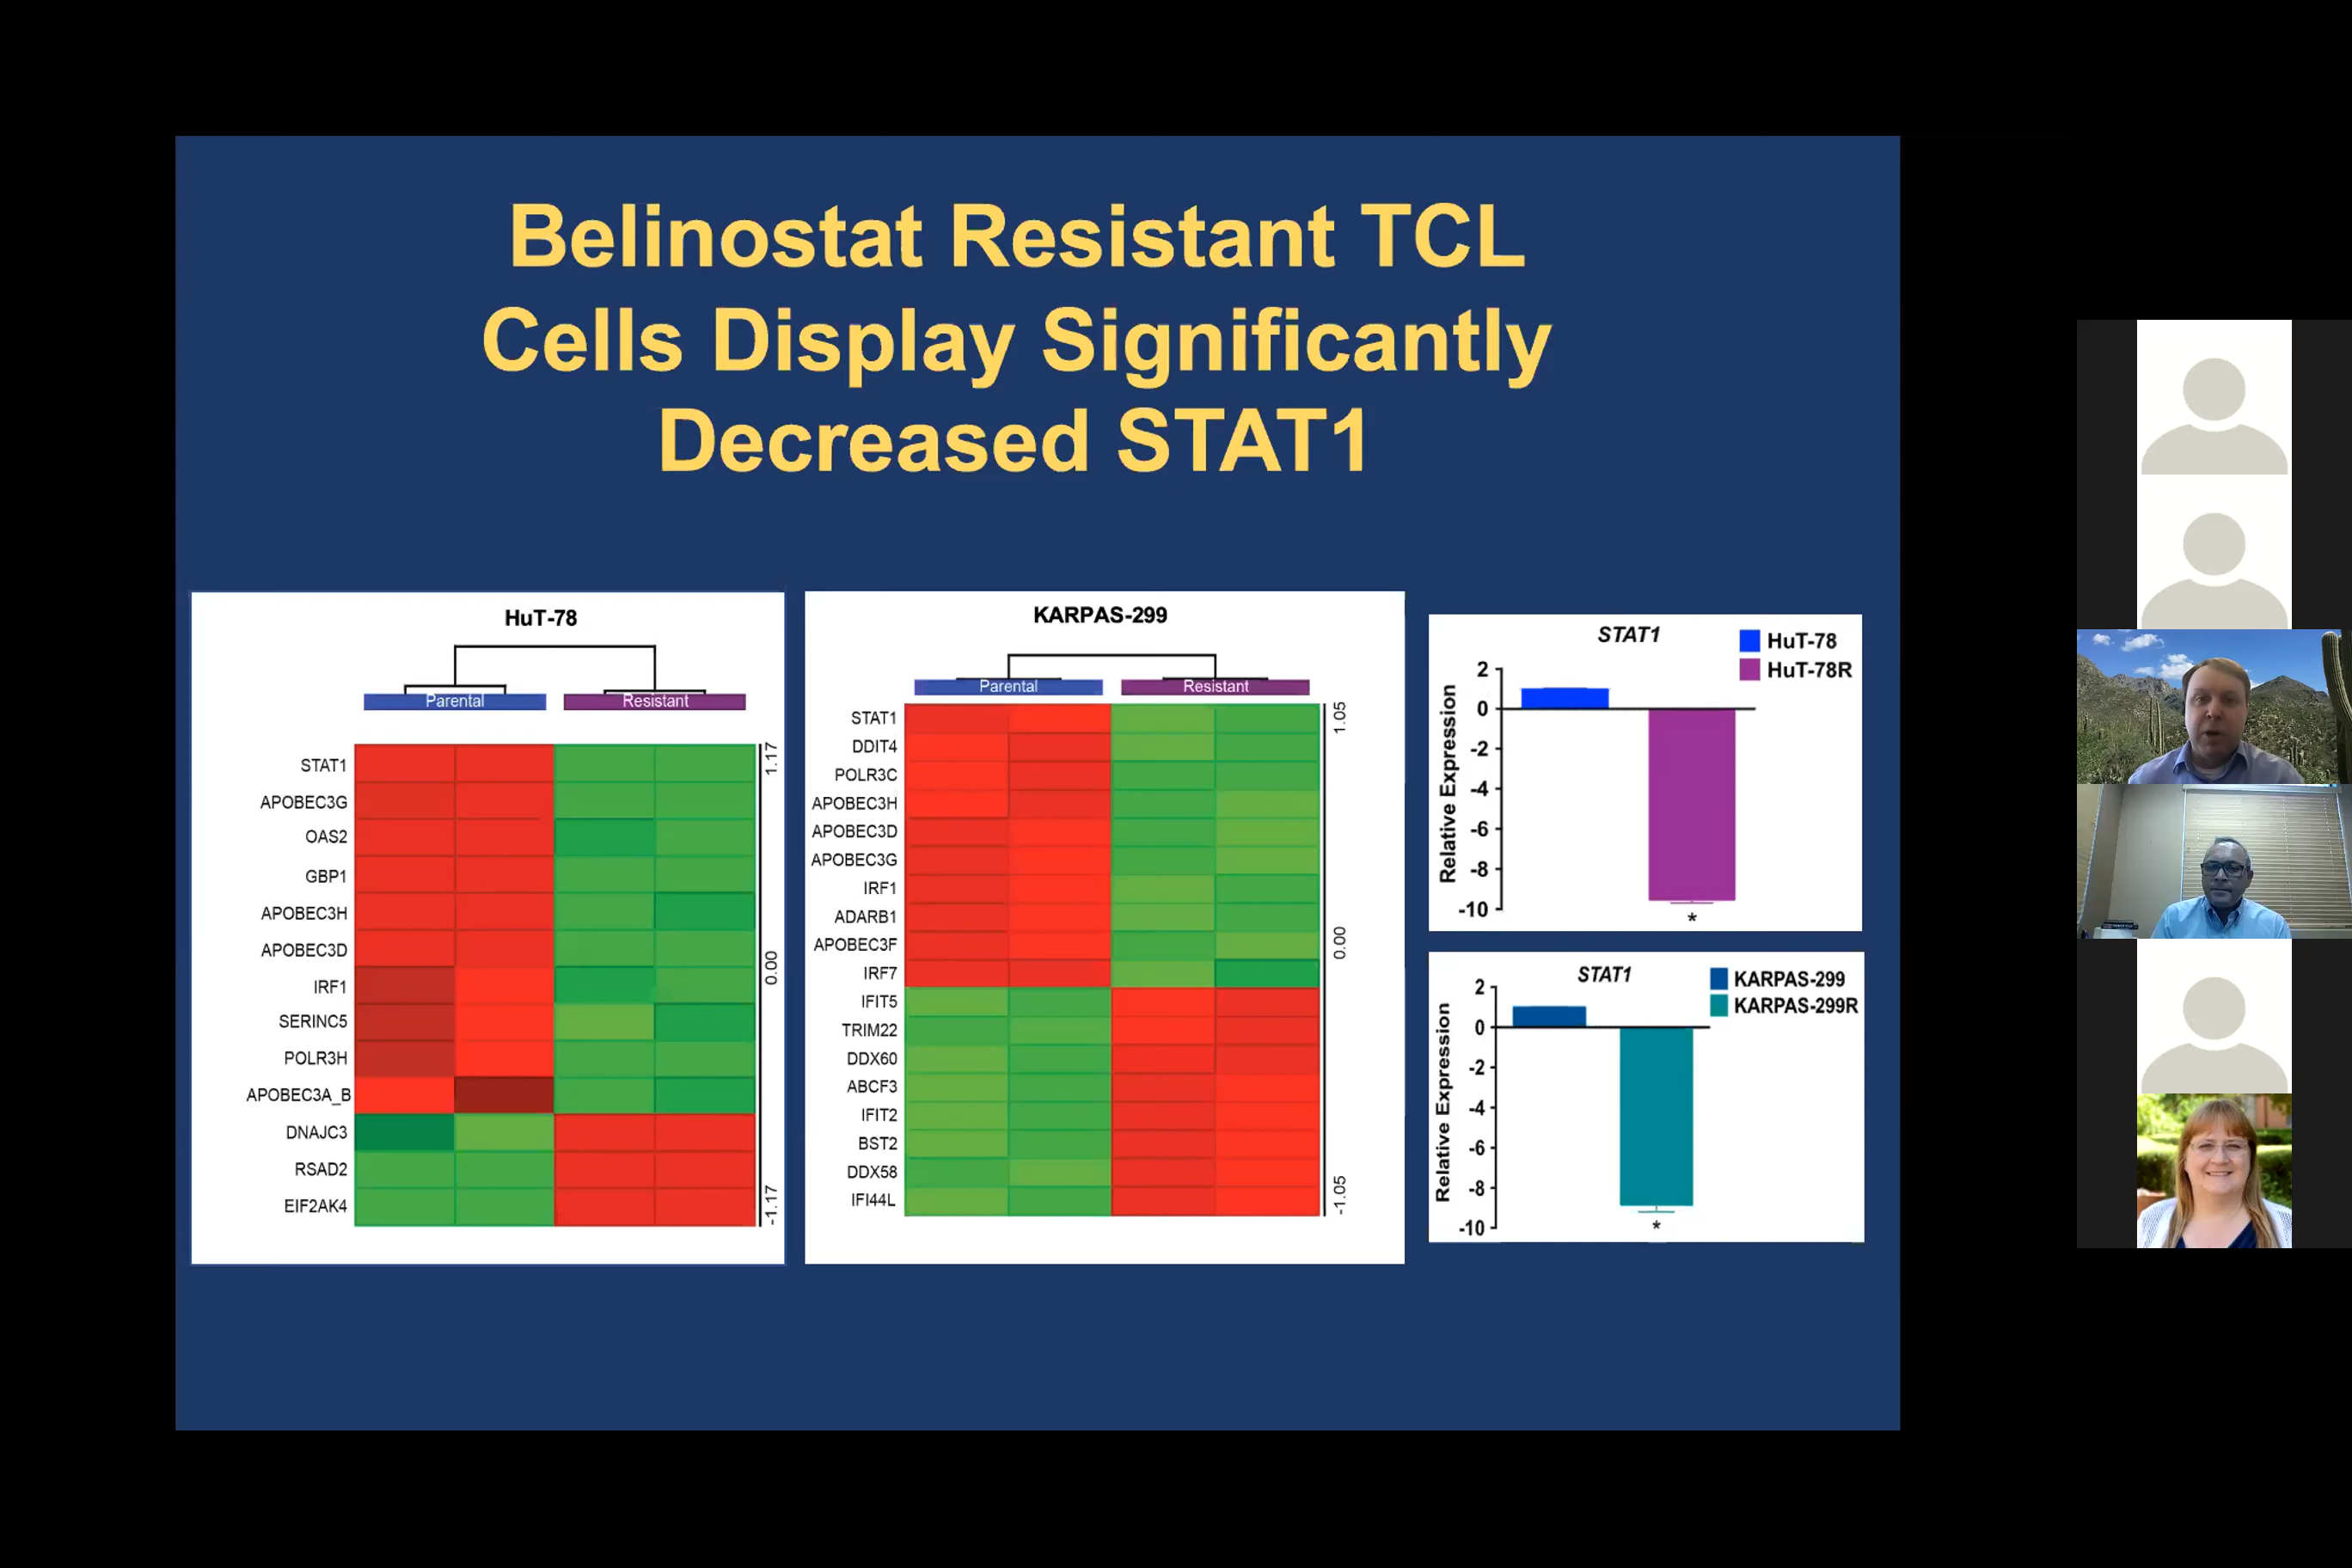 Belinostat Resistant TCL
Cells Display Significantly
Decreased STAT1
HuT-78
Parental
Resistant
STAT1
APOBEC3G
OAS2
GBP1
APOBEC3H
APOBEC3D
IRF1
SERINC5
POLR3H
APOBEC3A_B
DNAJC3
RSAD2
EIF2AK4
1.17
0.00
-1.17
KARPAS-299
Parental
Resistant
STAT1
DDIT4
POLR3C
APOBEC3H
APOBEC3D
APOBEC3G
IRF1
ADARB1
APOBEC3F
IRF7
IFIT5
TRIM22
DDX60
ABCF3
IFIT2
BST2
DDX58
IFI44L
1.05
0.00
-1.05
STAT1
HuT-78
HuT-78R
Relative Expression
2
0
-2
-4
-6
-8
-10
*
STAT1
KARPAS-299
KARPAS-299R
Relative Expression
2
0
-2
-4
-6
-8
-10
*